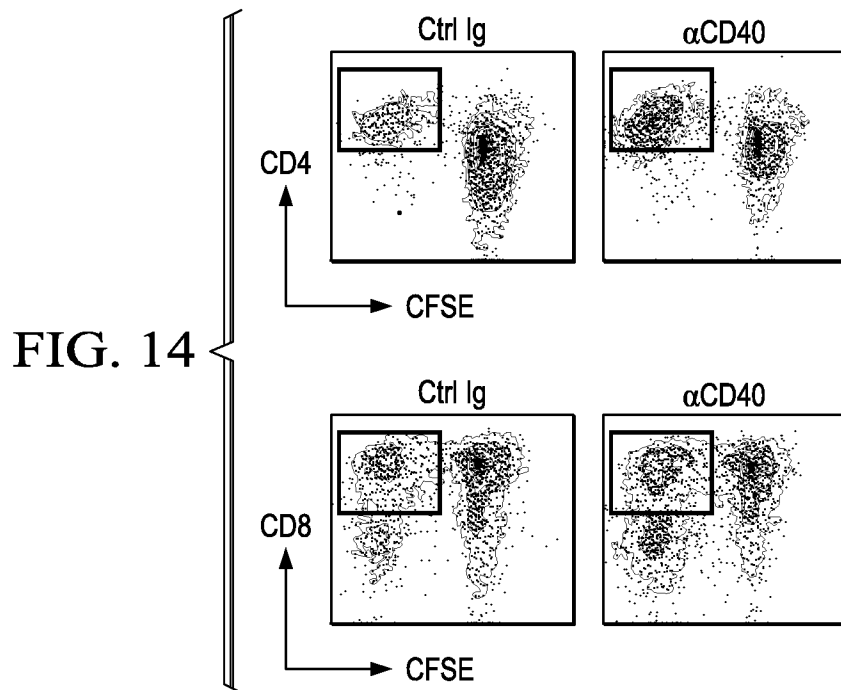 FIG. 14
Ctrl Ig
αCD40
CD4
CFSE
Ctrl Ig
αCD40
CD8
CFSE